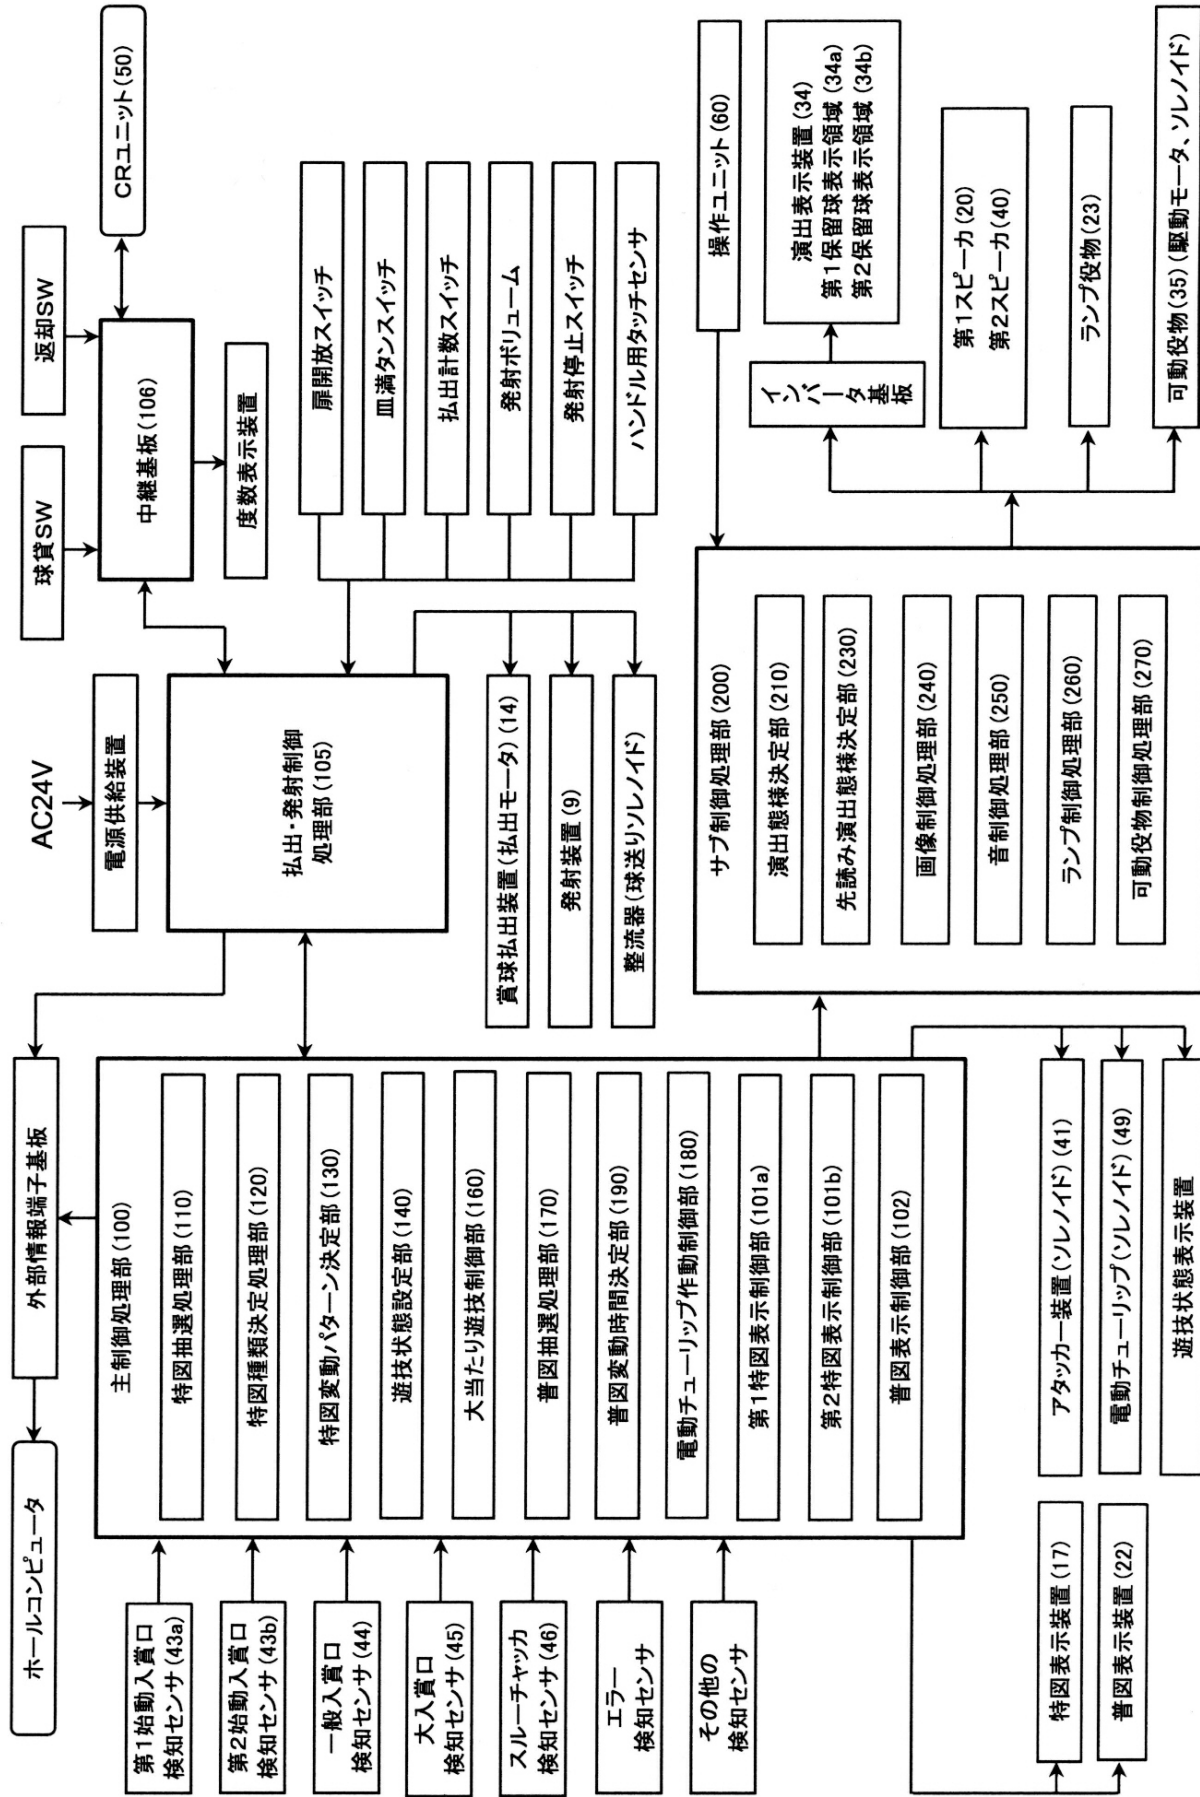 ホールコンピュータ
外部情報端子基板
AC24V
電源供給装置
球貸SW
返却SW
中継基板(106)
CRユニット(50)
度数表示装置
第1始動入賞口
検知センサ(43a)
第2始動入賞口
検知センサ(43b)
一般入賞口
検知センサ(44)
大入賞口
検知センサ(45)
スルーチャッカ
検知センサ(46)
エラー
検知センサ
その他の
検知センサ
主制御処理部(100)
特図抽選処理部(110)
特図種類決定処理部(120)
特図変動パターン決定部(130)
遊技状態設定部(140)
大当たり遊技制御部(160)
普図抽選処理部(170)
普図変動時間決定部(190)
電動チューリップ作動制御部(180)
第1特図表示制御部(101a)
第2特図表示制御部(101b)
普図表示制御部(102)
払出・発射制御
処理部(105)
扉開放スイッチ
皿満タンスイッチ
払出計数スイッチ
発射ボリューム
発射停止スイッチ
ハンドル用タッチセンサ
賞球払出装置(払出モータ)(14)
発射装置(9)
整流器(球送りソレノイド)
サブ制御処理部(200)
演出態様決定部(210)
先読み演出態様決定部(230)
画像制御処理部(240)
音制御処理部(250)
ランプ制御処理部(260)
可動役物制御処理部(270)
操作ユニット(60)
インバータ
基板
演出表示装置(34)
第1保留球表示領域(34a)
第2保留球表示領域(34b)
第1スピーカ(20)
第2スピーカ(40)
ランプ役物(23)
可動役物(35)(駆動モータ、ソレノイド)
特図表示装置(17)
普図表示装置(22)
アタッカー装置(ソレノイド)(41)
電動チューリップ(ソレノイド)(49)
遊技状態表示装置